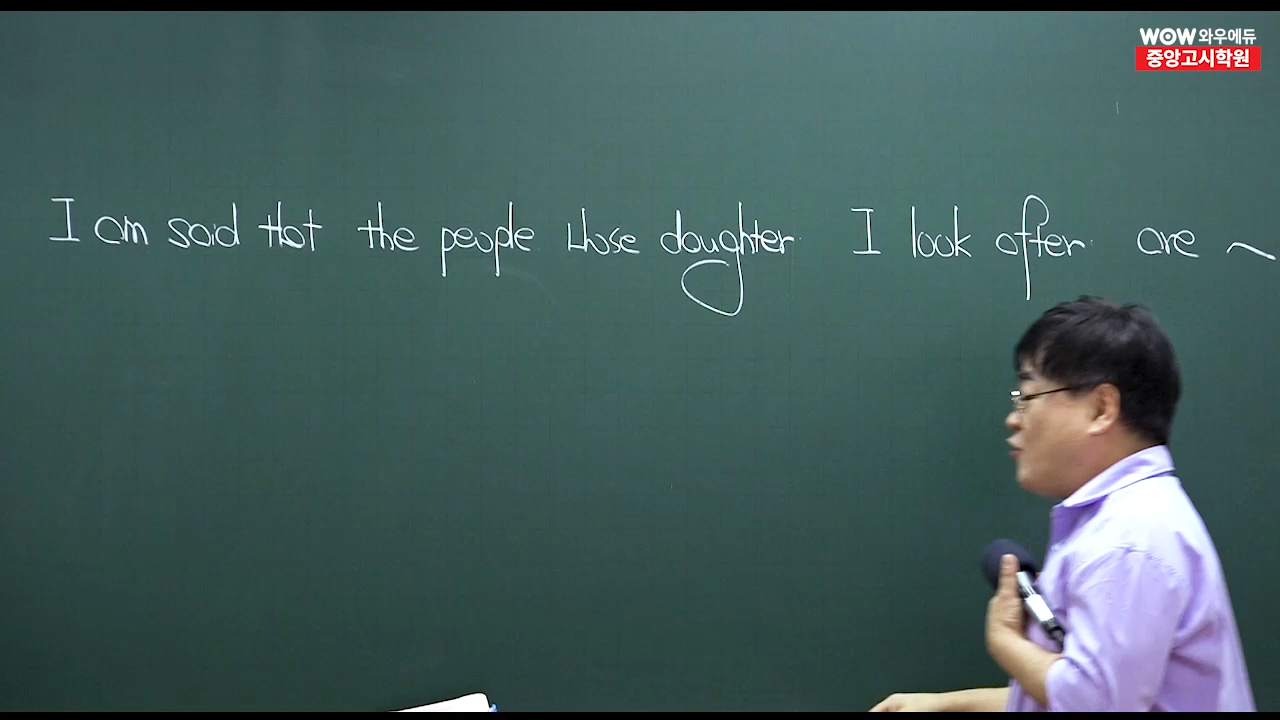 WOW 와우에듀
중앙고시학원
I am said that the people whose daughter I look after are ~